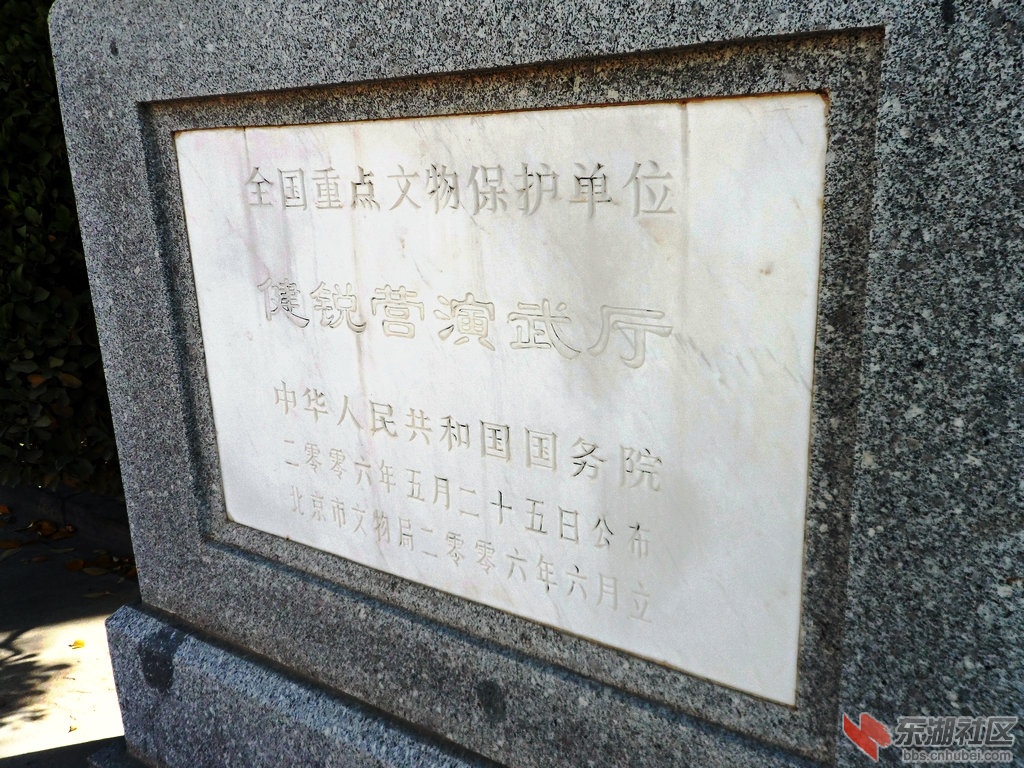 全国重点文物保护单位
健锐营演武厅
中华人民共和国国务院
二零零六年五月二十五日公布
北京市文物局二零零六年六月立
东湖社区
bbs.cnhubei.com